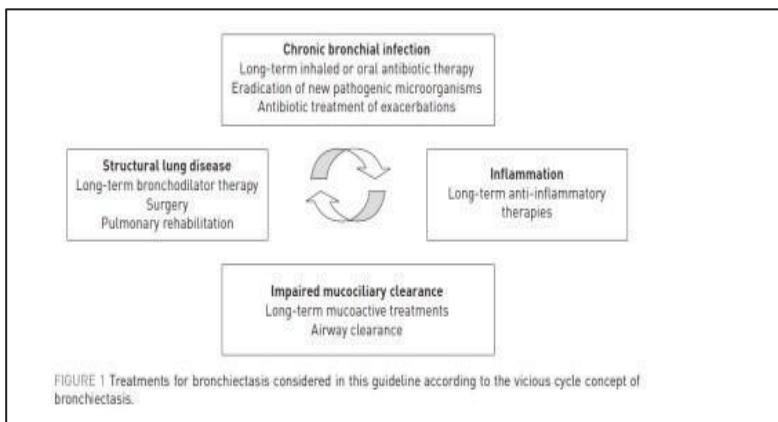 Chronic bronchial infection
Long-term inhaled or oral antibiotic therapy
Eradication of new pathogenic microorganisms
Antibiotic treatment of exacerbations
Structural lung disease
Long-term bronchodilator therapy
Surgery
Pulmonary rehabilitation
Inflammation
Long-term anti-inflammatory
therapies
Impaired mucociliary clearance
Long-term mucoactive treatments
Airway clearance
FIGURE 1 Treatments for bronchiectasis considered in this guideline according to the vicious cycle concept of
bronchiectasis.